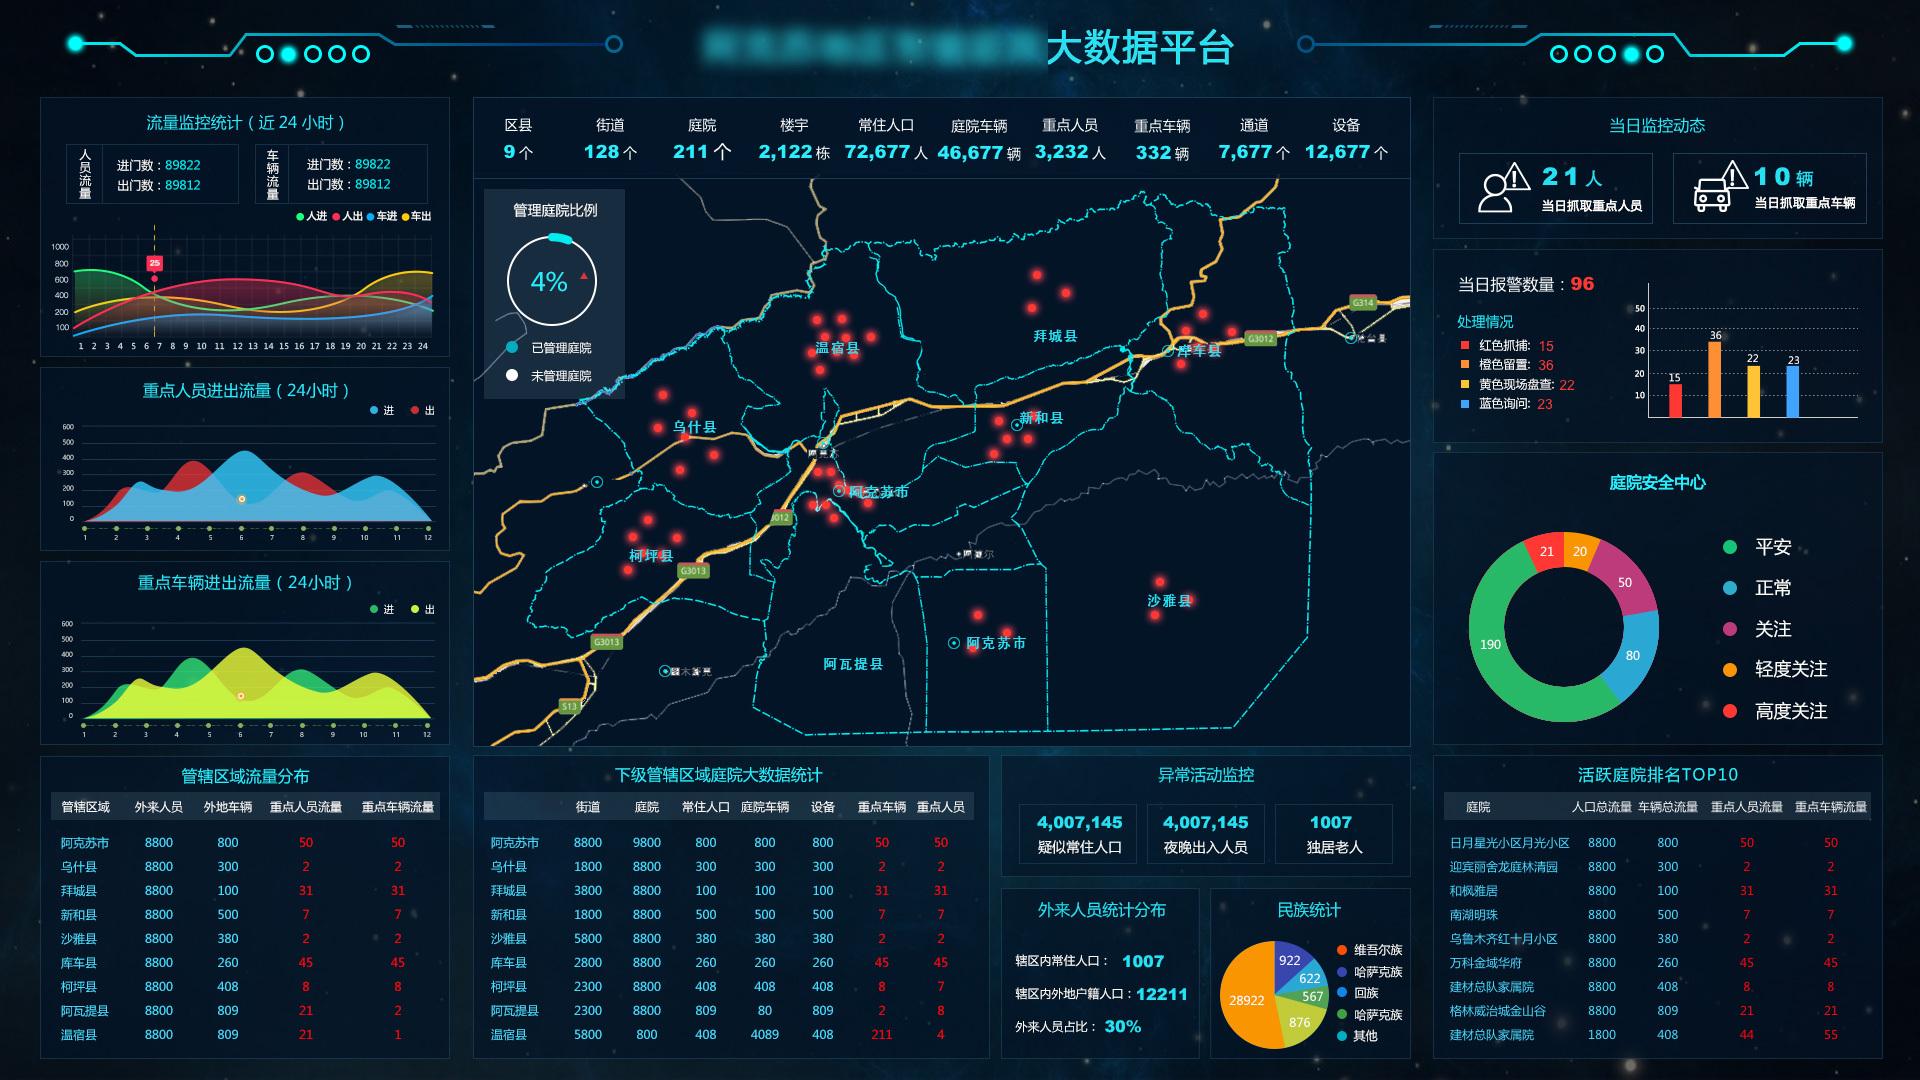 大数据平台
流量监控统计（近 24 小时）
人员流量
进门数：89822
出门数：89812
车辆流量
进门数：89822
出门数：89812
人进 人出 车进 车出
25
1000
800
600
400
200
100
1 2 3 4 5 6 7 8 9 10 11 12 13 14 15 16 17 18 19 20 21 22 23 24
重点人员进出流量（24小时）
进 出
600
500
400
300
200
100
0
1 2 3 4 5 6 7 8 9 10 11 12
重点车辆进出流量（24小时）
进 出
600
500
400
300
200
100
0
1 2 3 4 5 6 7 8 9 10 11 12
管辖区域流量分布
管辖区域 外来人员 外地车辆 重点人员流量 重点车辆流量
阿克苏市 8800 800 50 50
乌什县 8800 300 2 2
拜城县 8800 100 31 31
新和县 8800 500 7 7
沙雅县 8800 380 2 2
库车县 8800 260 45 45
柯坪县 8800 408 8 8
阿瓦提县 8800 809 21 2
温宿县 8800 809 21 1
区县 街道 庭院 楼宇 常住人口 庭院车辆 重点人员 重点车辆 通道 设备
9 个 128 个 211 个 2,122 栋 72,677 人 46,677 辆 3,232 人 332 辆 7,677 个 12,677 个
管理庭院比例
4%
已管理庭院
未管理庭院
G314
拜城县
温宿县
库车县
G3012
乌什县
新和县
阿克苏市
柯坪县
G3013
沙雅县
G3013
阿克苏市
阿瓦提县
S13
下级管辖区域庭院大数据统计
街道 庭院 常住人口 庭院车辆 设备 重点车辆 重点人员
阿克苏市 8800 9800 800 800 800 50 50
乌什县 1800 8800 300 300 300 2 2
拜城县 3800 8800 100 100 100 31 31
新和县 1800 8800 500 500 500 7 7
沙雅县 5800 8800 380 380 380 2 2
库车县 2800 8800 260 260 260 45 45
柯坪县 2300 8800 408 408 408 8 7
阿瓦提县 2300 8800 809 80 809 2 8
温宿县 5800 800 408 4089 408 211 4
异常活动监控
4,007,145
疑似常住人口
4,007,145
夜晚出入人员
1007
独居老人
外来人员统计分布
辖区内常住人口： 1007
辖区内外地户籍人口：12211
外来人员占比： 30%
民族统计
922
622
567
876
28922
维吾尔族
哈萨克族
回族
哈萨克族
其他
当日监控动态
21 人
当日抓取重点人员
10 辆
当日抓取重点车辆
当日报警数量：96
处理情况
红色抓捕: 15
橙色留置: 36
黄色现场盘查: 22
蓝色询问: 23
50
40
30
20
10
15
36
22
23
庭院安全中心
21
20
50
80
190
平安
正常
关注
轻度关注
高度关注
活跃庭院排名TOP10
庭院 人口总流量 车辆总流量 重点人员流量 重点车辆流量
日月星光小区月光小区 8800 800 50 50
迎宾丽舍龙庭林清园 8800 300 2 2
和枫雅居 8800 100 31 31
南湖明珠 8800 500 7 7
乌鲁木齐红十月小区 8800 380 2 2
万科金域华府 8800 260 45 45
建材总队家属院 8800 408 8 8
格林威治城金山谷 8800 809 21 21
建材总队家属院 1800 408 44 55